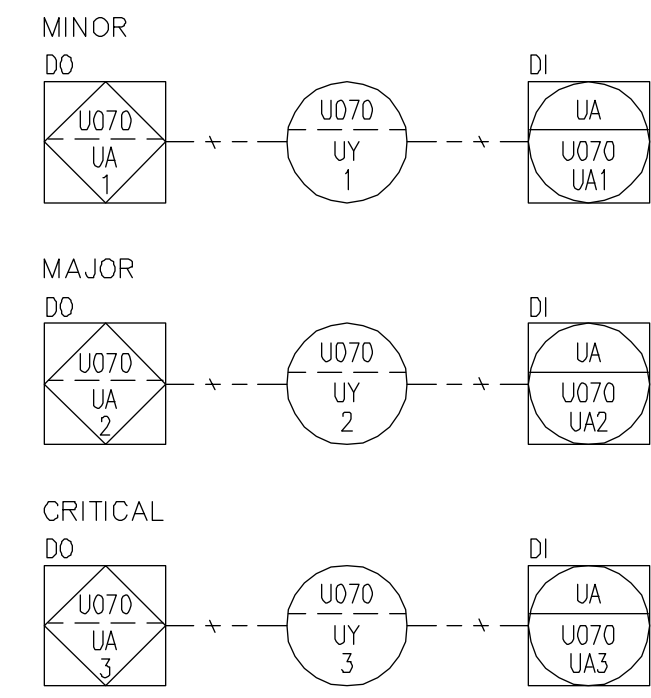 MINOR
DO
DI
U070
UA
1
U070
UY
1
UA
U070
UA1
MAJOR
DO
DI
U070
UA
2
U070
UY
2
UA
U070
UA2
CRITICAL
DO
DI
U070
UA
3
U070
UY
3
UA
U070
UA3